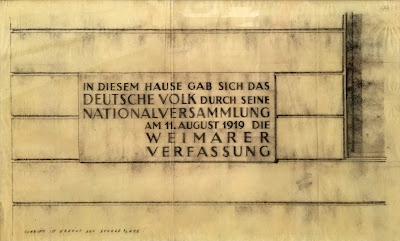 IN DIESEM HAUSE GAB SICH DAS
DEUTSCHE VOLK DURCH SEINE
NATIONALVERSAMMLUNG
AM 11. AUGUST 1919 DIE
WEIMARER
VERFASSUNG